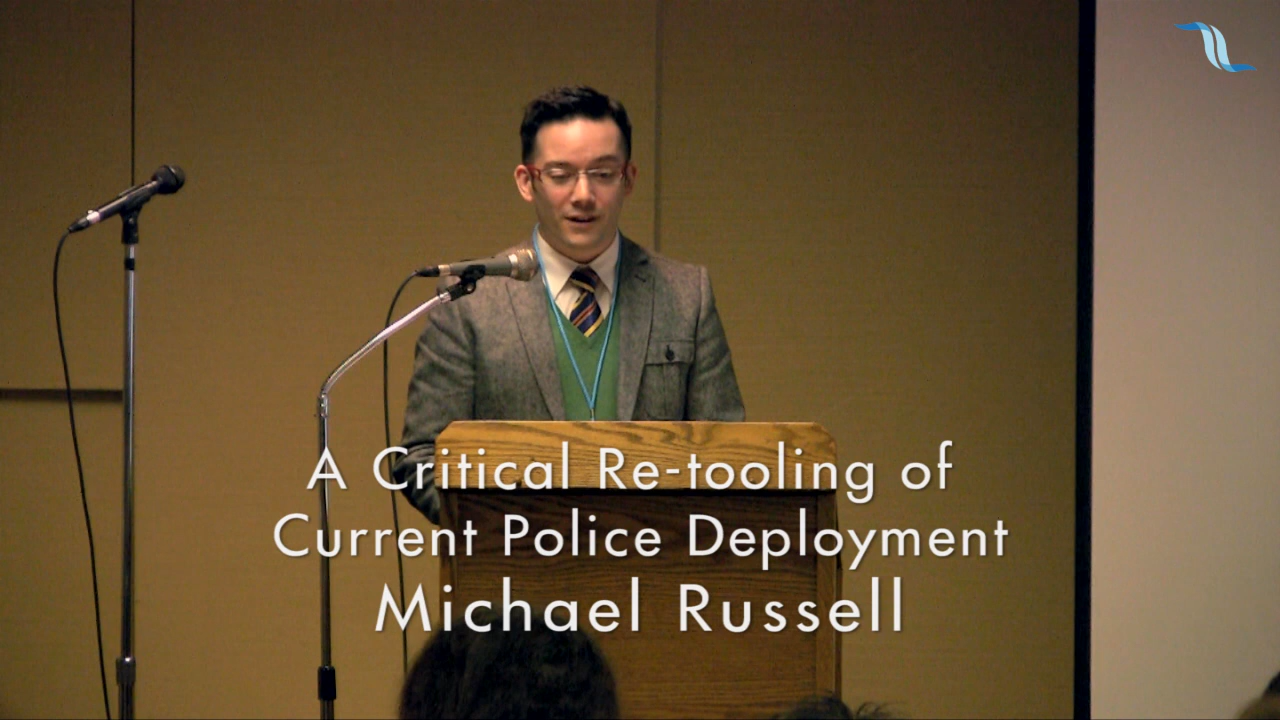 A Critical Re-tooling of
Current Police Deployment
Michael Russell